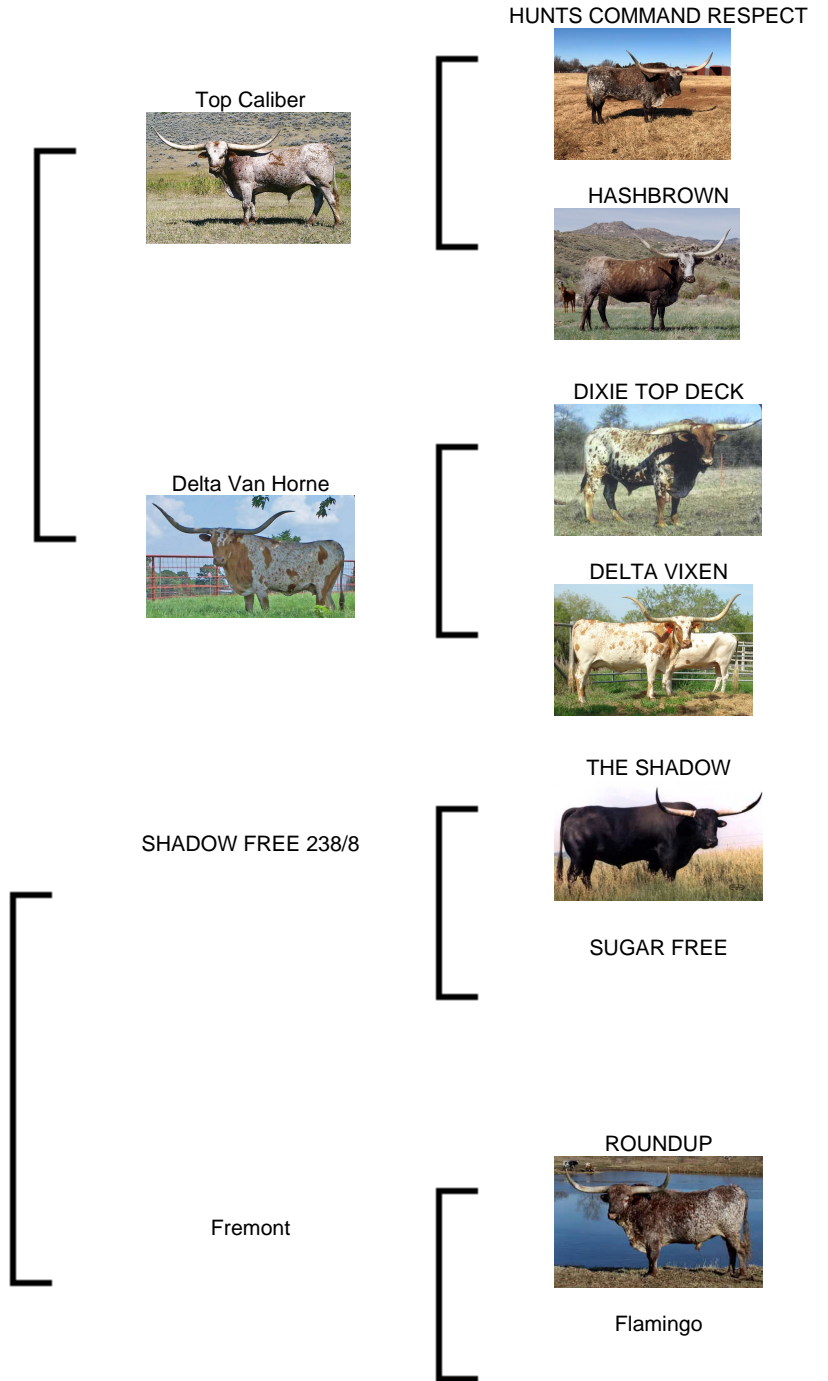 HUNTS COMMAND RESPECT
Top Caliber
HASHBROWN
DIXIE TOP DECK
Delta Van Horne
DELTA VIXEN
THE SHADOW
SHADOW FREE 238/8
SUGAR FREE
ROUNDUP
Fremont
Flamingo